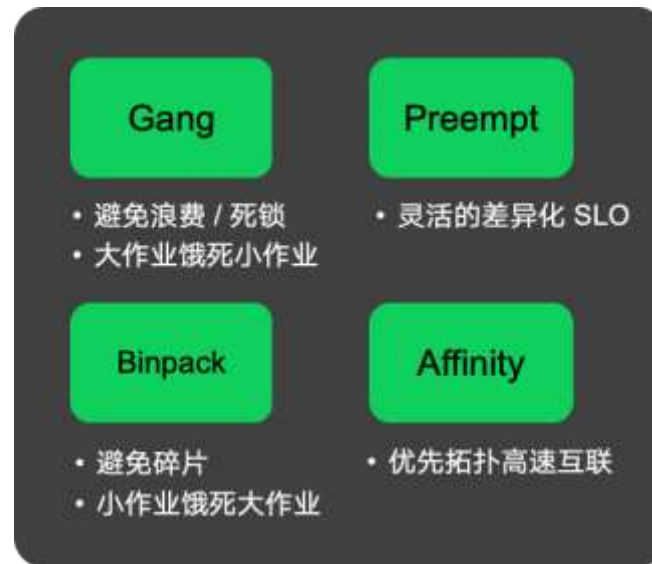 Gang
• 避免浪费 / 死锁
• 大作业饿死小作业
Preempt
• 灵活的差异化 SLO
Binpack
• 避免碎片
• 小作业饿死大作业
Affinity
• 优先拓扑高速互联